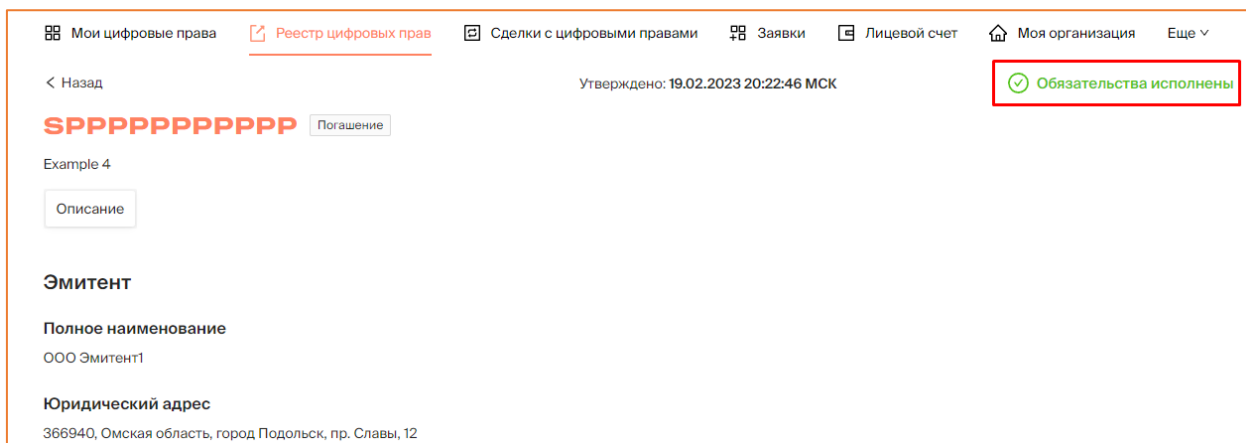 Мои цифровые права Реестр цифровых прав Сделки с цифровыми правами Заявки Лицевой счет Моя организация Еще
Назад Утверждено: 19.02.2023 20:22:46 МСК Обязательства исполнены
SPPPPPPPPPPP Погашение
Example 4
Описание
Эмитент
Полное наименование
ООО Эмитент1
Юридический адрес
366940, Омская область, город Подольск, пр. Славы, 12